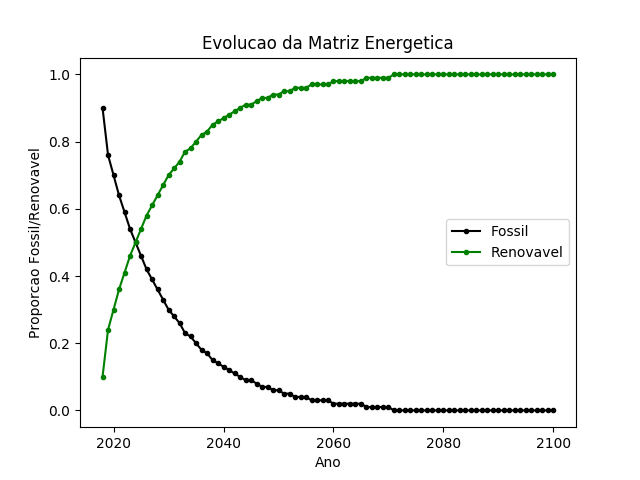 Evolucao da Matriz Energetica
Proporcao Fossil/Renovavel
1.0
0.8
0.6
0.4
0.2
0.0
Fossil
Renovavel
2020 2040 2060 2080 2100
Ano